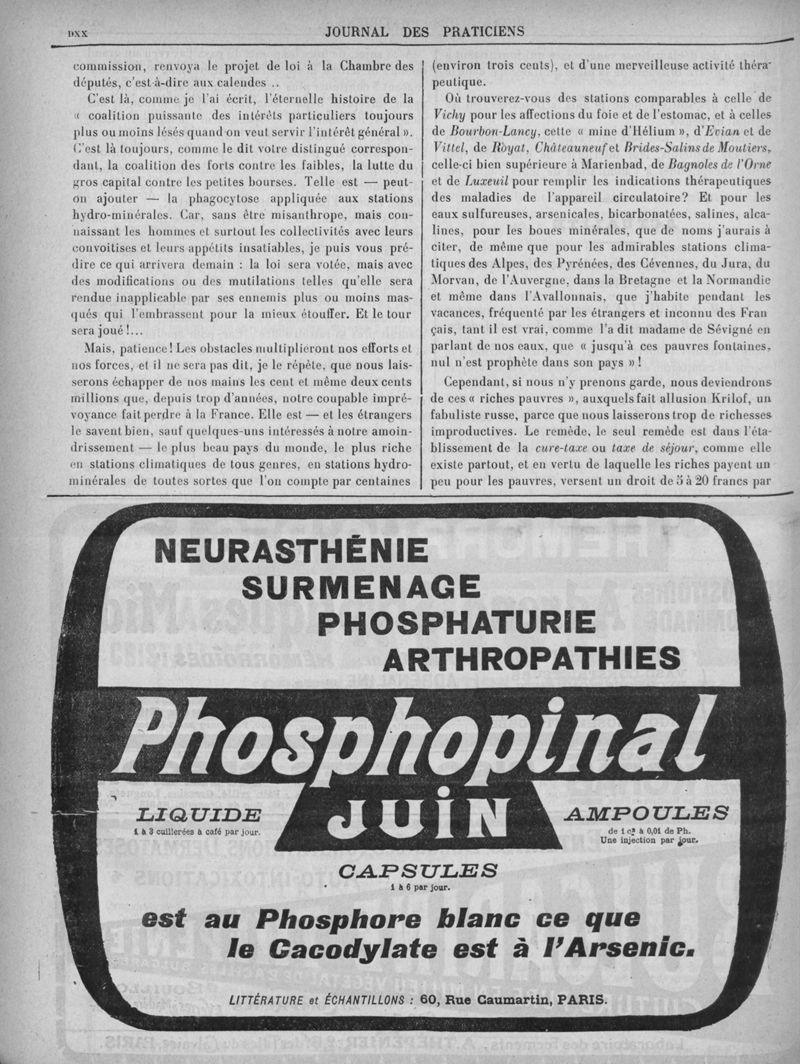 DXX
JOURNAL DES PRATICIENS
commission, renvoya le projet de loi à la Chambre des
députés, c'est-à-dire aux calendes ..
C'est là, comme je l'ai écrit, l'éternelle histoire de la
« coalition puissante des intérêts particuliers toujours
plus ou moins lésés quand on veut servir l'intérêt général ».
C'est là toujours, comme le dit votre distingué correspon-
dant, la coalition des forts contre les faibles, la lutte du
gros capital contre les petites bourses. Telle est — peut-
on ajouter — la phagocytose appliquée aux stations
hydro-minérales. Car, sans être misanthrope, mais con-
naissant les hommes et surtout les collectivités avec leurs
convoitises et leurs appétits insatiables, je puis vous pré-
dire ce qui arrivera demain : la loi sera votée, mais avec
des modifications ou des mutilations telles qu'elle sera
rendue inapplicable par ses ennemis plus ou moins mas-
qués qui l'embrassent pour la mieux étouffer. Et le tour
sera joué !...
Mais, patience ! Les obstacles multiplieront nos efforts et
nos forces, et il ne sera pas dit, je le répète, que nous lais-
serons échapper de nos mains les cent et même deux cents
millions que, depuis trop d'années, notre coupable impré-
voyance fait perdre à la France. Elle est — et les étrangers
le savent bien, sauf quelques-uns intéressés à notre amoin-
drissement — le plus beau pays du monde, le plus riche
en stations climatiques de tous genres, en stations hydro-
minérales de toutes sortes que l'on compte par centaines
(environ trois cents), et d'une merveilleuse activité théra-
peutique.
Où trouverez-vous des stations comparables à celle de
Vichy pour les affections du foie et de l'estomac, et à celles
de Bourbon-Lancy, cette « mine d'Hélium », d'Evian et de
Vittel, de Royat, Châteauneuf et Brides-Salins de Moutiers,
celle-ci bien supérieure à Marienbad, de Bagnoles de l'Orne
et de Luxeuil pour remplir les indications thérapeutiques
des maladies de l'appareil circulatoire? Et pour les
eaux sulfureuses, arsenicales, bicarbonatées, salines, alca-
lines, pour les boues minérales, que de noms j'aurais à
citer, de même que pour les admirables stations clima-
tiques des Alpes, des Pyrénées, des Cévennes, du Jura, du
Morvan, de l'Auvergne, dans la Bretagne et la Normandie
et même dans l'Avallonnais, que j'habite pendant les
vacances, fréquenté par les étrangers et inconnu des Fran
çais, tant il est vrai, comme l'a dit madame de Sévigné en
parlant de nos eaux, que « jusqu'à ces pauvres fontaines,
nul n'est prophète dans son pays » !
Cependant, si nous n'y prenons garde, nous deviendrons
de ces « riches pauvres », auxquels fait allusion Krilof, un
fabuliste russe, parce que nous laisserons trop de richesses
improductives. Le remède, le seul remède est dans l'éta-
blissement de la cure-taxe ou taxe de séjour, comme elle
existe partout, et en vertu de laquelle les riches payent un
peu pour les pauvres, versent un droit de 5 à 20 francs par
NEURASTHÉNIE
SURMENAGE
PHOSPHATURIE
ARTHROPATHIES
Phosphopinal
JUIN
LIQUIDE
1 à 3 cuillerées à café par jour.
AMPOULES
de 1 c3 à 0,01 de Ph.
Une injection par jour.
CAPSULES
1 à 6 par jour.
est au Phosphore blanc ce que
le Cacodylate est à l'Arsenic.
LITTÉRATURE et ÉCHANTILLONS : 60, Rue Caumartin, PARIS.